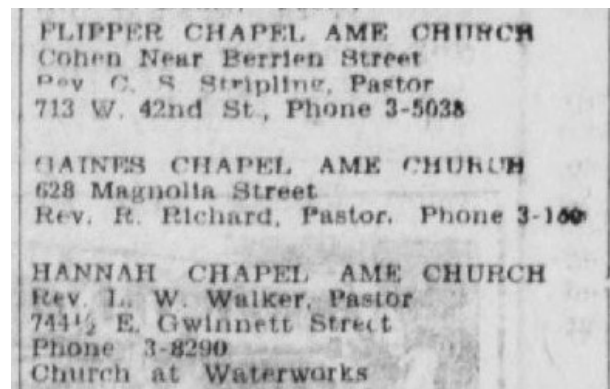 FLIPPER CHAPEL AME CHURCH
Cohen Near Berrien Street
Rev C. S. Stripling, Pastor
713 W. 42nd St., Phone 3-5038
GAINES CHAPEL AME CHURCH
628 Magnolia Street
Rev. R. Richard, Pastor. Phone
HANNAH CHAPEL AME CHURCH
Rev. L. W. Walker, Pastor
744½ E. Gwinnett Street
Phone 3-8290
Church at Waterworks